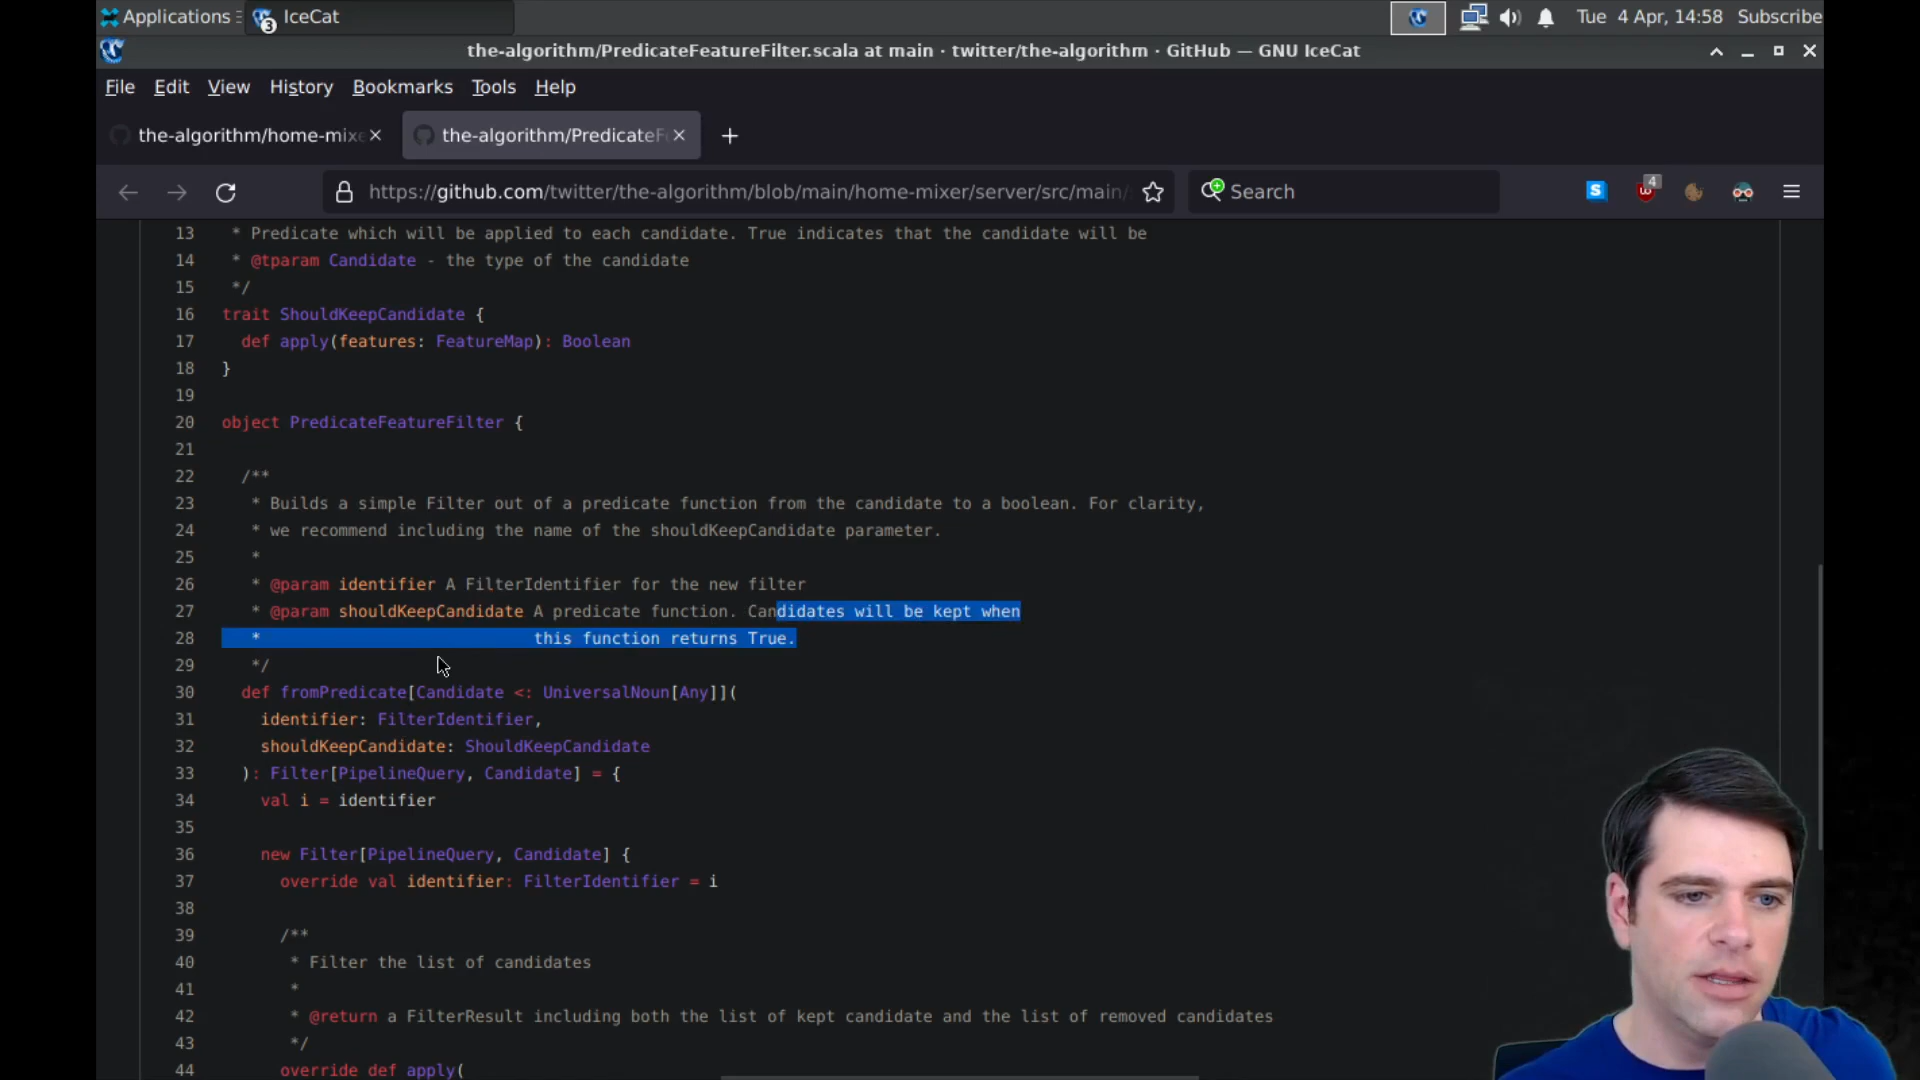 Applications
3
IceCat
Tue 4 Apr, 14:58
Subscribe
the-algorithm/PredicateFeatureFilter.scala at main · twitter/the-algorithm · GitHub — GNU IceCat
File Edit View History Bookmarks Tools Help
the-algorithm/home-mix
the-algorithm/PredicateF
https://github.com/twitter/the-algorithm/blob/main/home-mixer/server/src/main/
Search
S
4
13 * Predicate which will be applied to each candidate. True indicates that the candidate will be
14 * @tparam Candidate - the type of the candidate
15 */
16 trait ShouldKeepCandidate {
17 def apply(features: FeatureMap): Boolean
18 }
19
20 object PredicateFeatureFilter {
21
22 /**
23 * Builds a simple Filter out of a predicate function from the candidate to a boolean. For clarity,
24 * we recommend including the name of the shouldKeepCandidate parameter.
25 *
26 * @param identifier A FilterIdentifier for the new filter
27 * @param shouldKeepCandidate A predicate function. Candidates will be kept when
28 * this function returns True.
29 */
30 def fromPredicate[Candidate <: UniversalNoun[Any]](
31 identifier: FilterIdentifier,
32 shouldKeepCandidate: ShouldKeepCandidate
33 ): Filter[PipelineQuery, Candidate] = {
34 val i = identifier
35
36 new Filter[PipelineQuery, Candidate] {
37 override val identifier: FilterIdentifier = i
38
39 /**
40 * Filter the list of candidates
41 *
42 * @return a FilterResult including both the list of kept candidate and the list of removed candidates
43 */
44 override def apply(